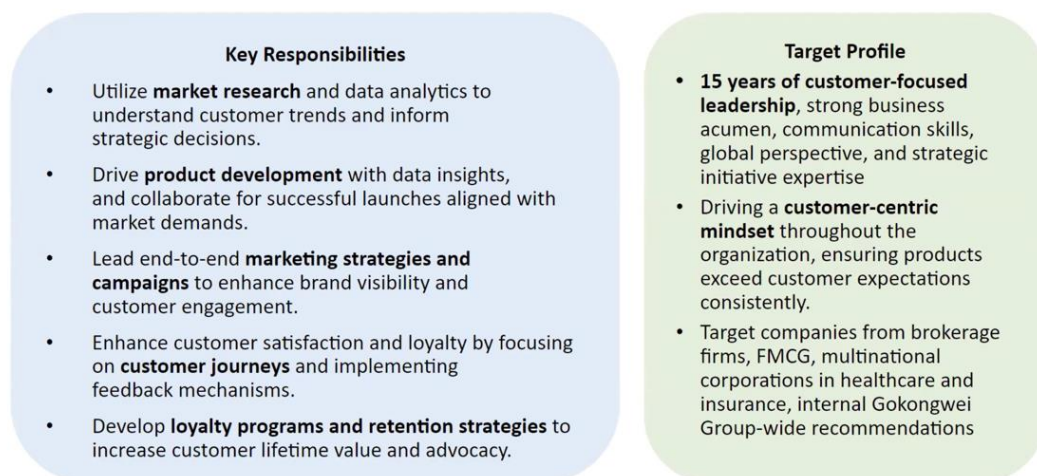 Key Responsibilities
• Utilize market research and data analytics to
understand customer trends and inform
strategic decisions.
• Drive product development with data insights,
and collaborate for successful launches aligned with
market demands.
• Lead end-to-end marketing strategies and
campaigns to enhance brand visibility and
customer engagement.
• Enhance customer satisfaction and loyalty by focusing
on customer journeys and implementing
feedback mechanisms.
• Develop loyalty programs and retention strategies to
increase customer lifetime value and advocacy.
Target Profile
• 15 years of customer-focused
leadership, strong business
acumen, communication skills,
global perspective, and strategic
initiative expertise
• Driving a customer-centric
mindset throughout the
organization, ensuring products
exceed customer expectations
consistently.
• Target companies from brokerage
firms, FMCG, multinational
corporations in healthcare and
insurance, internal Gokongwei
Group-wide recommendations